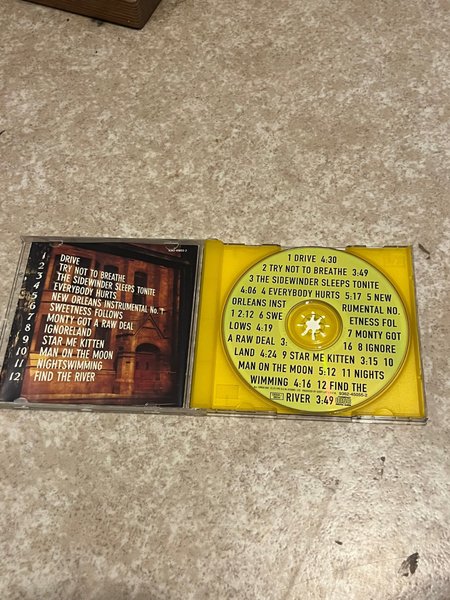 1 DRIVE
2 TRY NOT TO BREATHE
3 THE SIDEWINDER SLEEPS TONITE
4 EVERYBODY HURTS
5 NEW ORLEANS INSTRUMENTAL NO. 1
6 SWEETNESS FOLLOWS
7 MONTY GOT A RAW DEAL
8 IGNORELAND
9 STAR ME KITTEN
10 MAN ON THE MOON
11 NIGHTSWIMMING
12 FIND THE RIVER
1 DRIVE 4:30
2 TRY NOT TO BREATHE 3:49
3 THE SIDEWINDER SLEEPS TONITE
4:06 4 EVERYBODY HURTS 5:17 5 NEW
ORLEANS INST RUMENTAL NO.
1 2:12 6 SWE ETNESS FOL
LOWS 4:19 7 MONTY GOT
A RAW DEAL 3: 16 8 IGNORE
LAND 4:24 9 STAR ME KITTEN 3:15 10
MAN ON THE MOON 5:12 11 NIGHTS
WIMMING 4:16 12 FIND THE
RIVER 3:49
9362-45055-2